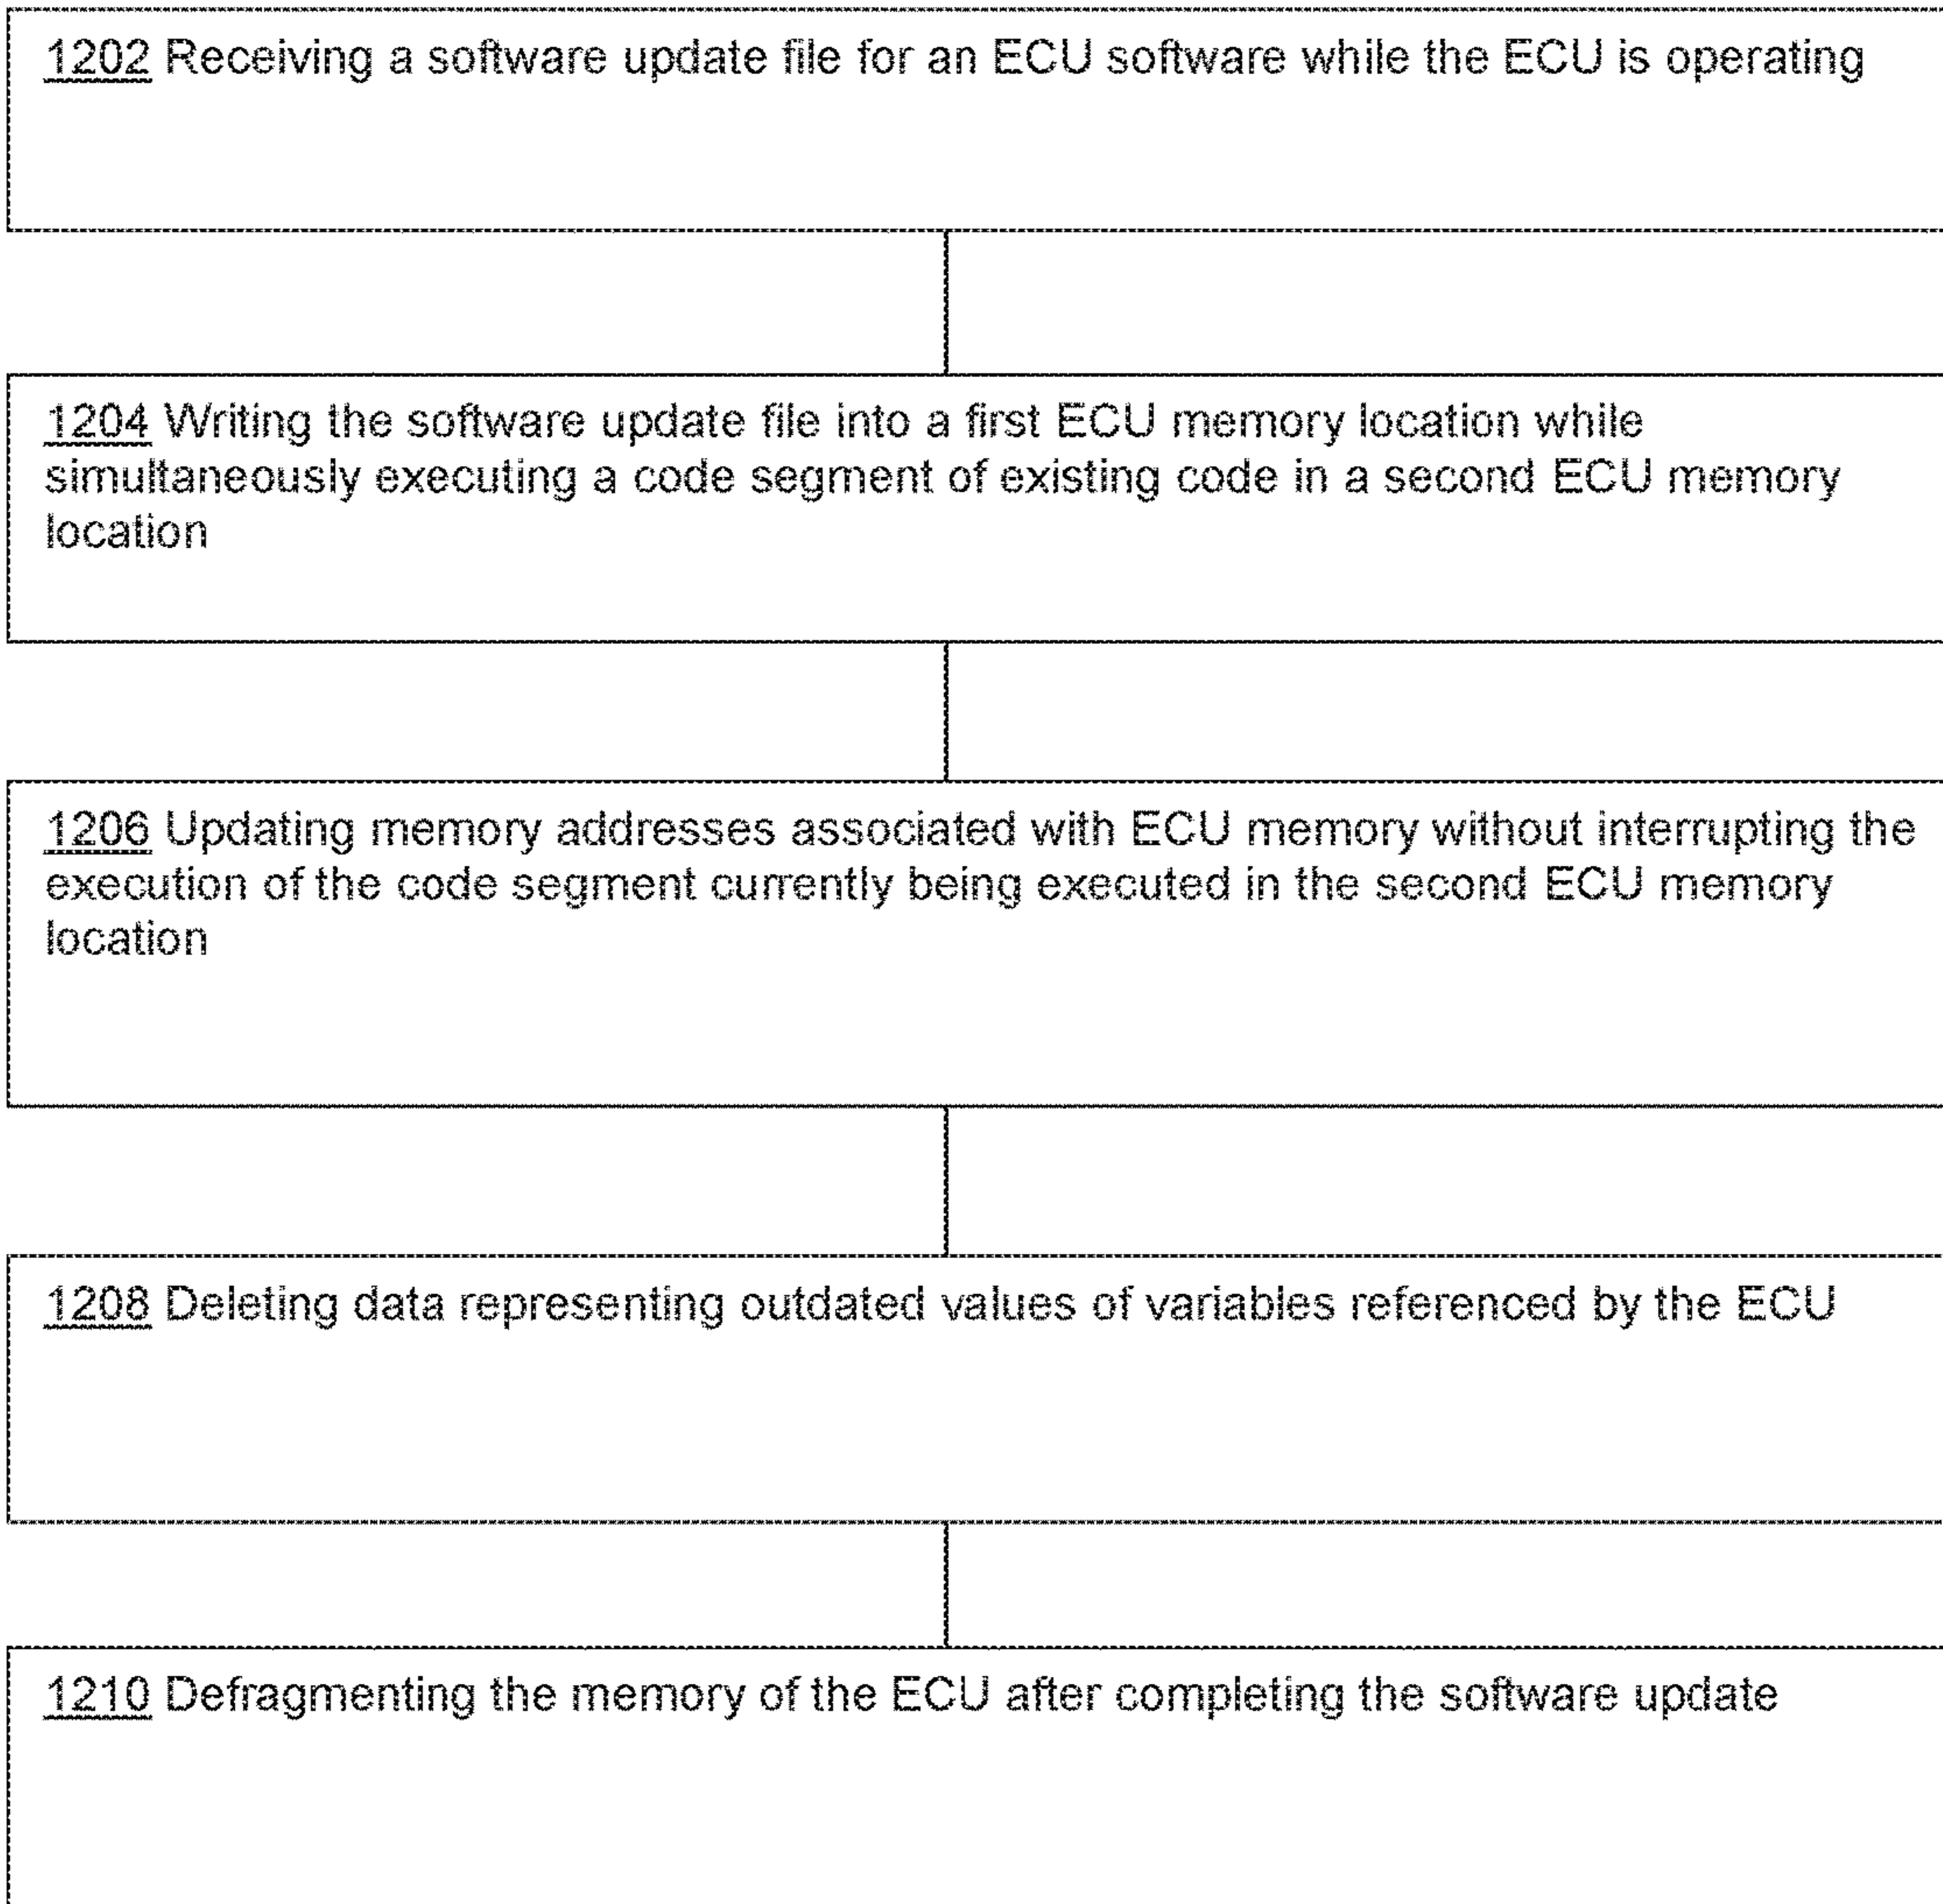 1202 Receiving a software update file for an ECU software while the ECU is operating
1204 Writing the software update file into a first ECU memory location while
simultaneously executing a code segment of existing code in a second ECU memory
location
1206 Updating memory addresses associated with ECU memory without interrupting the
execution of the code segment currently being executed in the second ECU memory
location
1208 Deleting data representing outdated values of variables referenced by the ECU
1210 Defragmenting the memory of the ECU after completing the software update